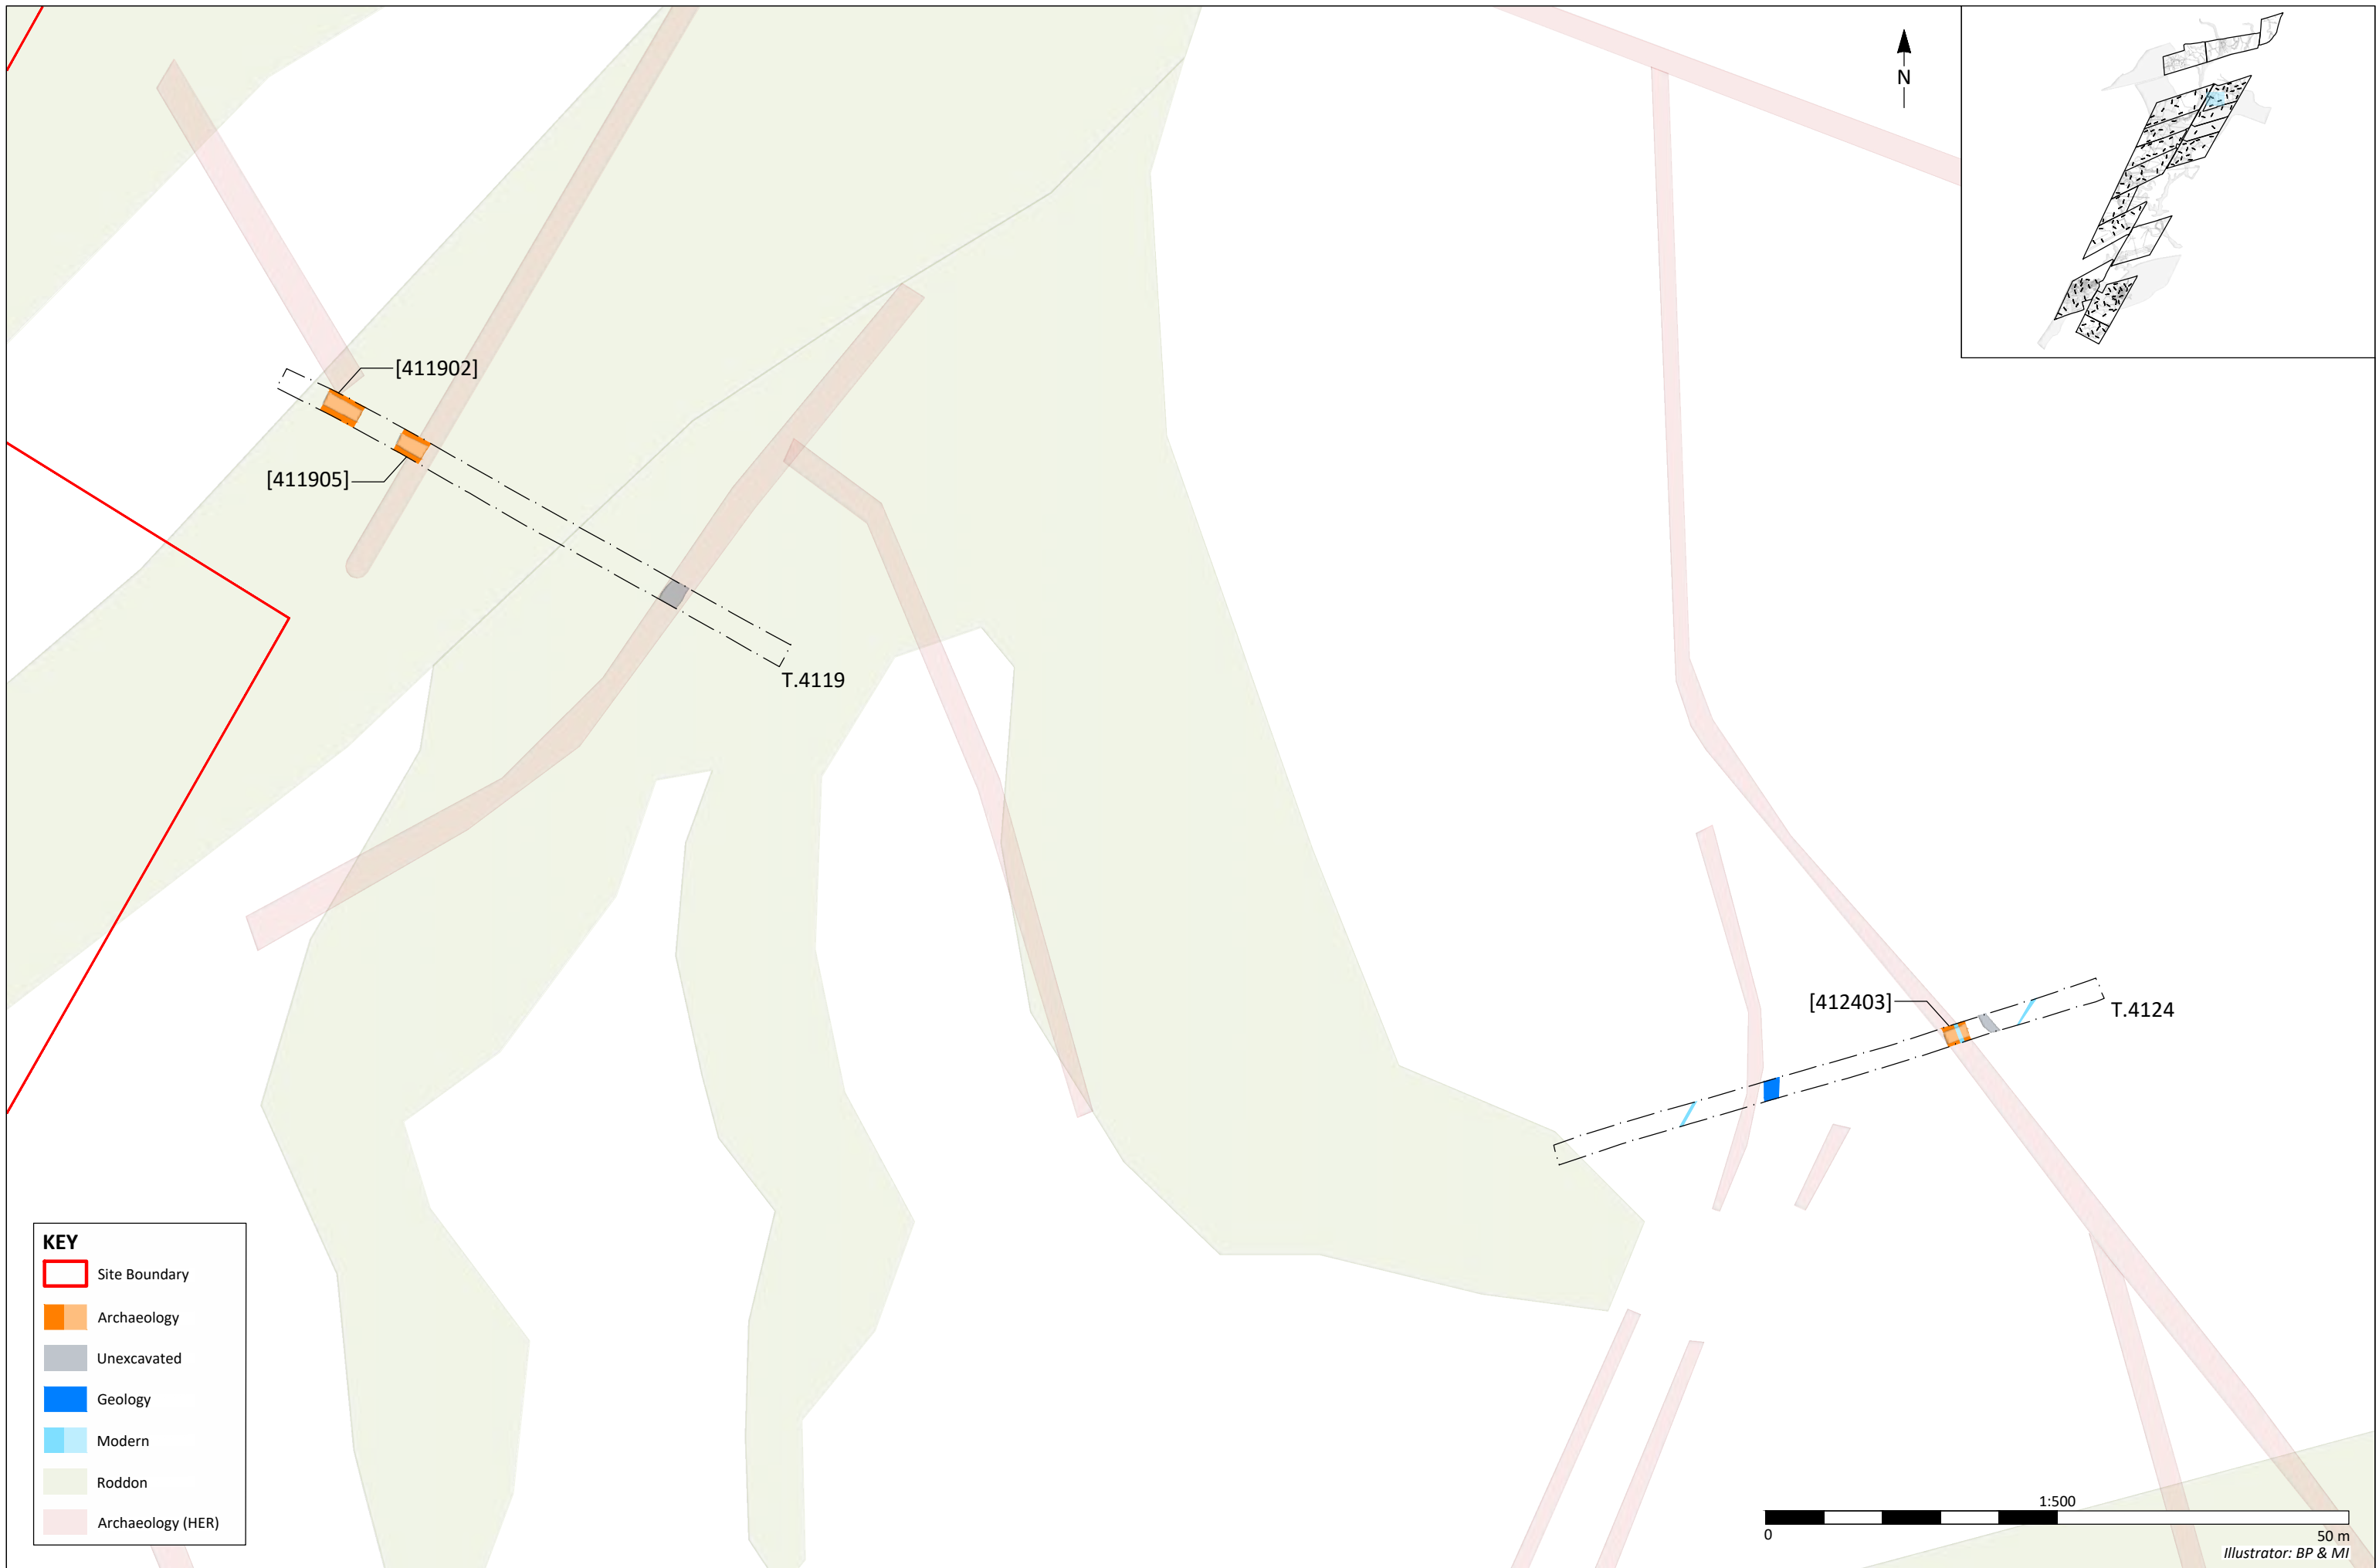 N
[411902]
[411905]
T.4119
[412403]
T.4124
KEY
Site Boundary
Archaeology
Unexcavated
Geology
Modern
Roddon
Archaeology (HER)
1:500
0 50 m
Illustrator: BP & MI